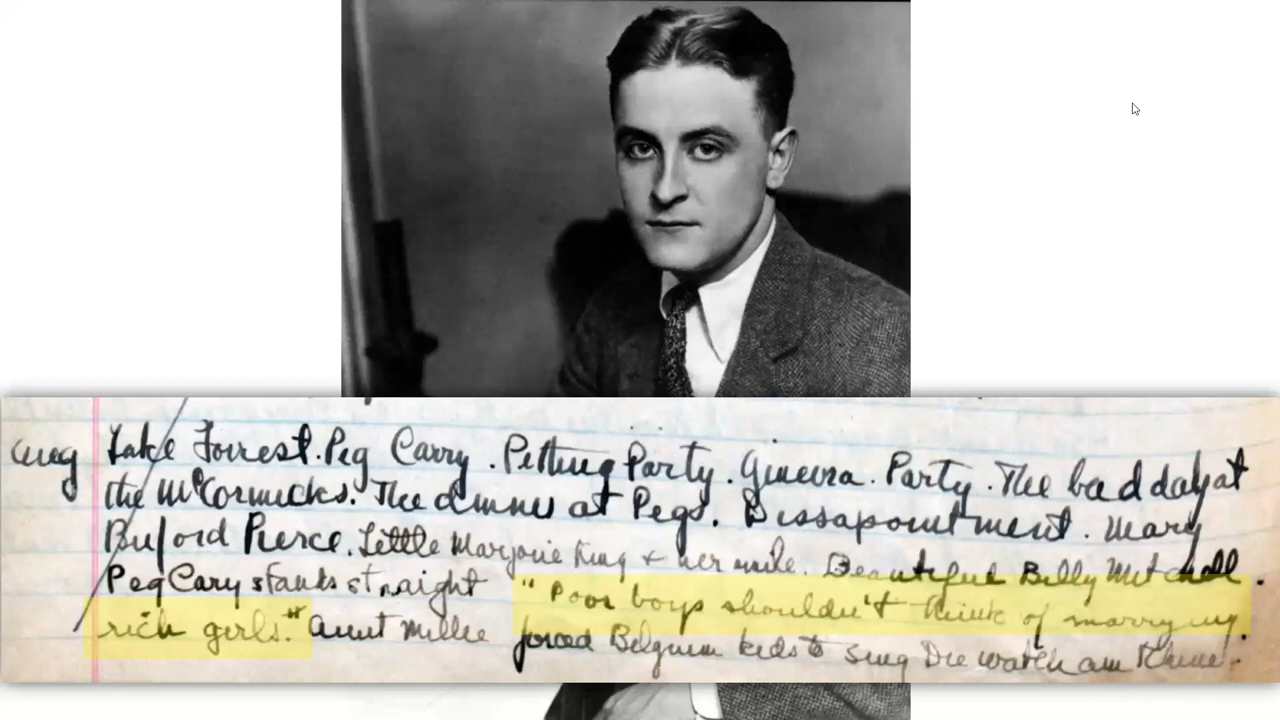 Aug Lake Forrest. Peg Carry. Petting Party. Ginevra. Party. The bad day at
the McCormicks. The dinner at Pegs. Dissapointment. Mary
Buford Pierce. Little Marjorie King & her smile. Beautiful Billy Mitchell.
Peg Cary stands straight "Poor boys shouldn't think of marrying
rich girls." Aunt Millie forced Belgium kids to sing Die watch am Rhine.